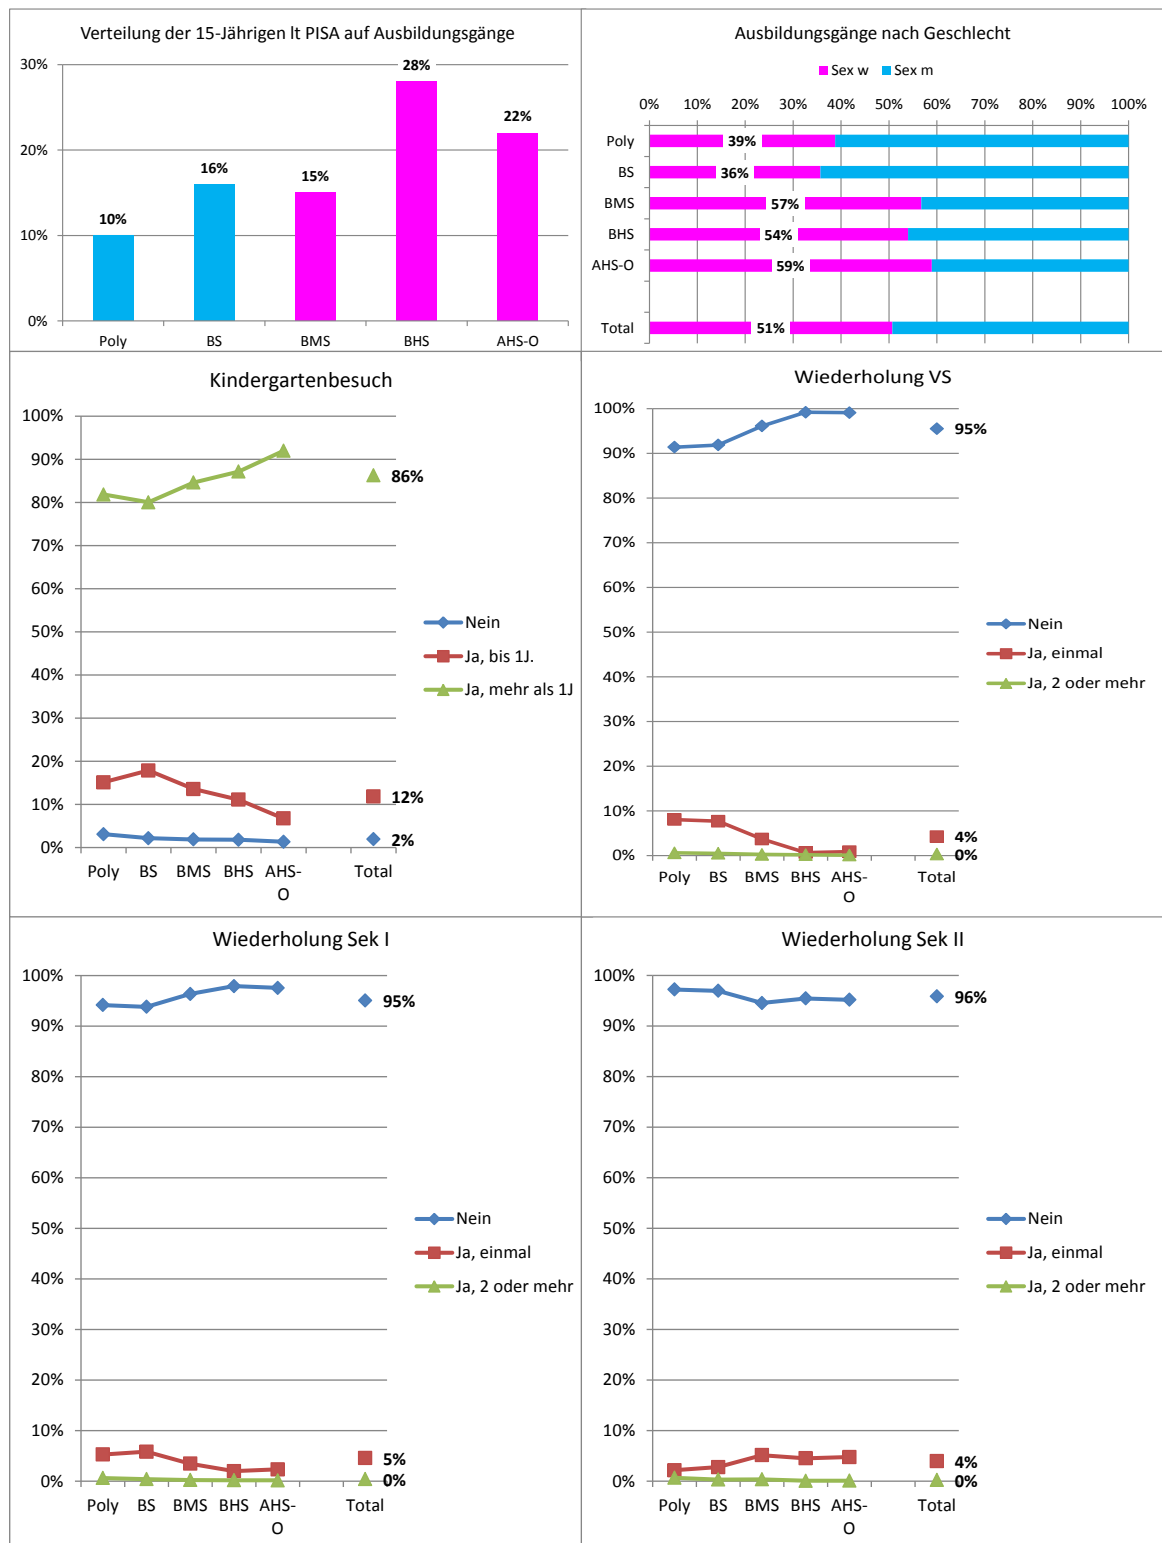 Verteilung der 15-Jährigen lt PISA auf Ausbildungsgänge
30%
20%
10%
0%
10%
16%
15%
28%
22%
Poly BS BMS BHS AHS-O
Ausbildungsgänge nach Geschlecht
Sex w Sex m
0% 10% 20% 30% 40% 50% 60% 70% 80% 90% 100%
Poly 39%
BS 36%
BMS 57%
BHS 54%
AHS-O 59%
Total 51%
Kindergartenbesuch
100%
90%
80%
70%
60%
50%
40%
30%
20%
10%
0%
86%
12%
2%
Nein
Ja, bis 1J.
Ja, mehr als 1J
Poly BS BMS BHS AHS- Total
O
Wiederholung VS
100%
90%
80%
70%
60%
50%
40%
30%
20%
10%
0%
95%
4%
0%
Nein
Ja, einmal
Ja, 2 oder mehr
Poly BS BMS BHS AHS- Total
O
Wiederholung Sek I
100%
90%
80%
70%
60%
50%
40%
30%
20%
10%
0%
95%
5%
0%
Nein
Ja, einmal
Ja, 2 oder mehr
Poly BS BMS BHS AHS- Total
O
Wiederholung Sek II
100%
90%
80%
70%
60%
50%
40%
30%
20%
10%
0%
96%
4%
0%
Nein
Ja, einmal
Ja, 2 oder mehr
Poly BS BMS BHS AHS- Total
O